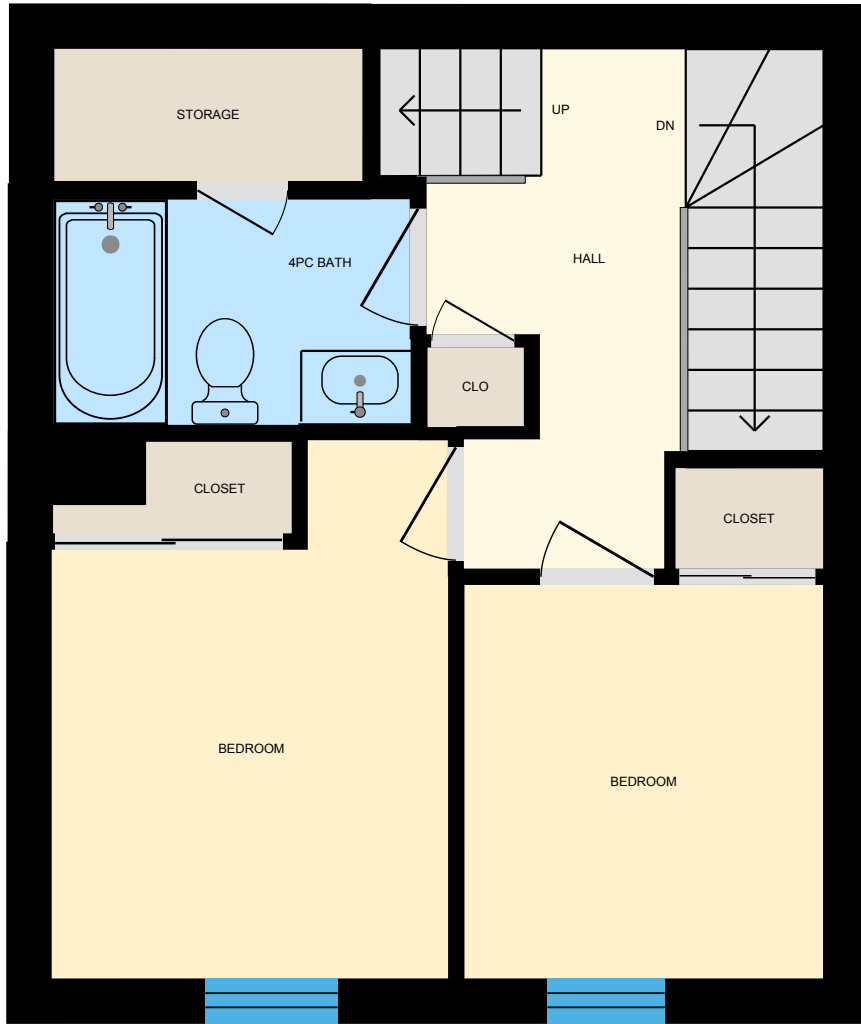 STORAGE
UP
DN
4PC BATH
HALL
CLO
CLOSET
CLOSET
BEDROOM
BEDROOM